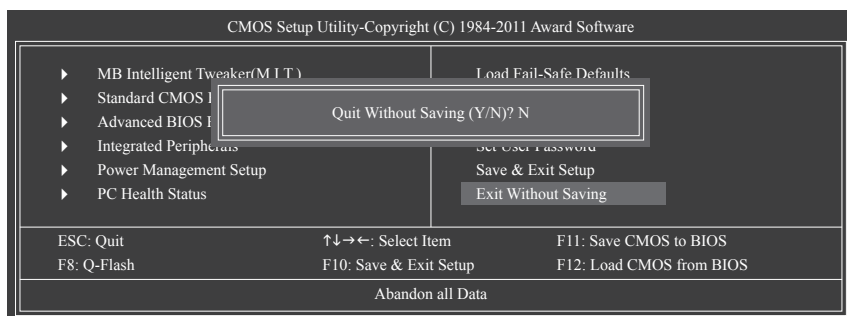 CMOS Setup Utility-Copyright (C) 1984-2011 Award Software
MB Intelligent Tweaker(M.I.T.)
Standard CMOS
Advanced BIOS
Integrated Peripherals
Power Management Setup
PC Health Status
Load Fail-Safe Defaults
Set User Password
Save & Exit Setup
Exit Without Saving
Quit Without Saving (Y/N)? N
ESC: Quit ↑↓→←: Select Item F11: Save CMOS to BIOS
F8: Q-Flash F10: Save & Exit Setup F12: Load CMOS from BIOS
Abandon all Data